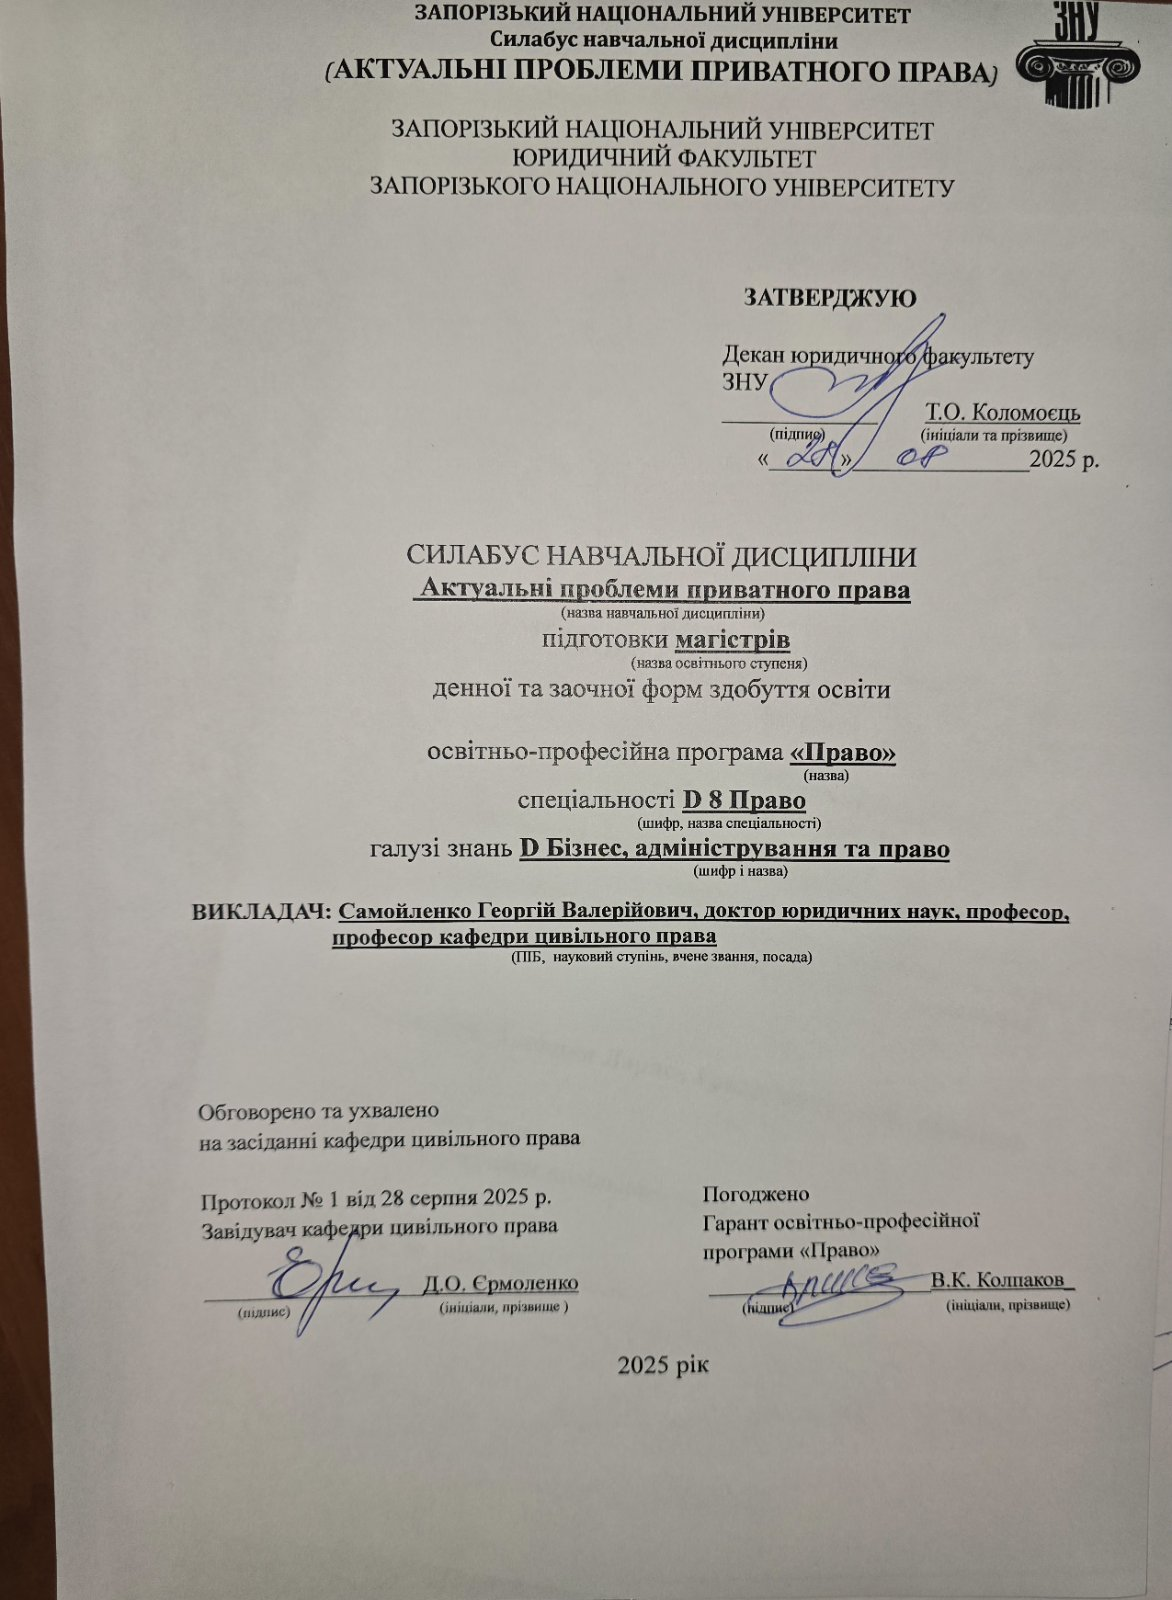 ЗАПОРІЗЬКИЙ НАЦІОНАЛЬНИЙ УНІВЕРСИТЕТ
Силабус навчальної дисципліни
(АКТУАЛЬНІ ПРОБЛЕМИ ПРИВАТНОГО ПРАВА)
ЗНУ
ЗАПОРІЗЬКИЙ НАЦІОНАЛЬНИЙ УНІВЕРСИТЕТ
ЮРИДИЧНИЙ ФАКУЛЬТЕТ
ЗАПОРІЗЬКОГО НАЦІОНАЛЬНОГО УНІВЕРСИТЕТУ
ЗАТВЕРДЖУЮ
Декан юридичного факультету
ЗНУ
Т.О. Коломоєць
(підпис) (ініціали та прізвище)
«28» 08 2025 р.
СИЛАБУС НАВЧАЛЬНОЇ ДИСЦИПЛІНИ
Актуальні проблеми приватного права
(назва навчальної дисципліни)
підготовки магістрів
(назва освітнього ступеня)
денної та заочної форм здобуття освіти
освітньо-професійна програма «Право»
(назва)
спеціальності D 8 Право
(шифр, назва спеціальності)
галузі знань D Бізнес, адміністрування та право
(шифр і назва)
ВИКЛАДАЧ: Самойленко Георгій Валерійович, доктор юридичних наук, професор,
професор кафедри цивільного права
(ПІБ, науковий ступінь, вчене звання, посада)
Обговорено та ухвалено
на засіданні кафедри цивільного права
Протокол № 1 від 28 серпня 2025 р.
Завідувач кафедри цивільного права
Д.О. Єрмоленко
(підпис) (ініціали, прізвище )
Погоджено
Гарант освітньо-професійної
програми «Право»
В.К. Колпаков
(підпис) (ініціали, прізвище)
2025 рік